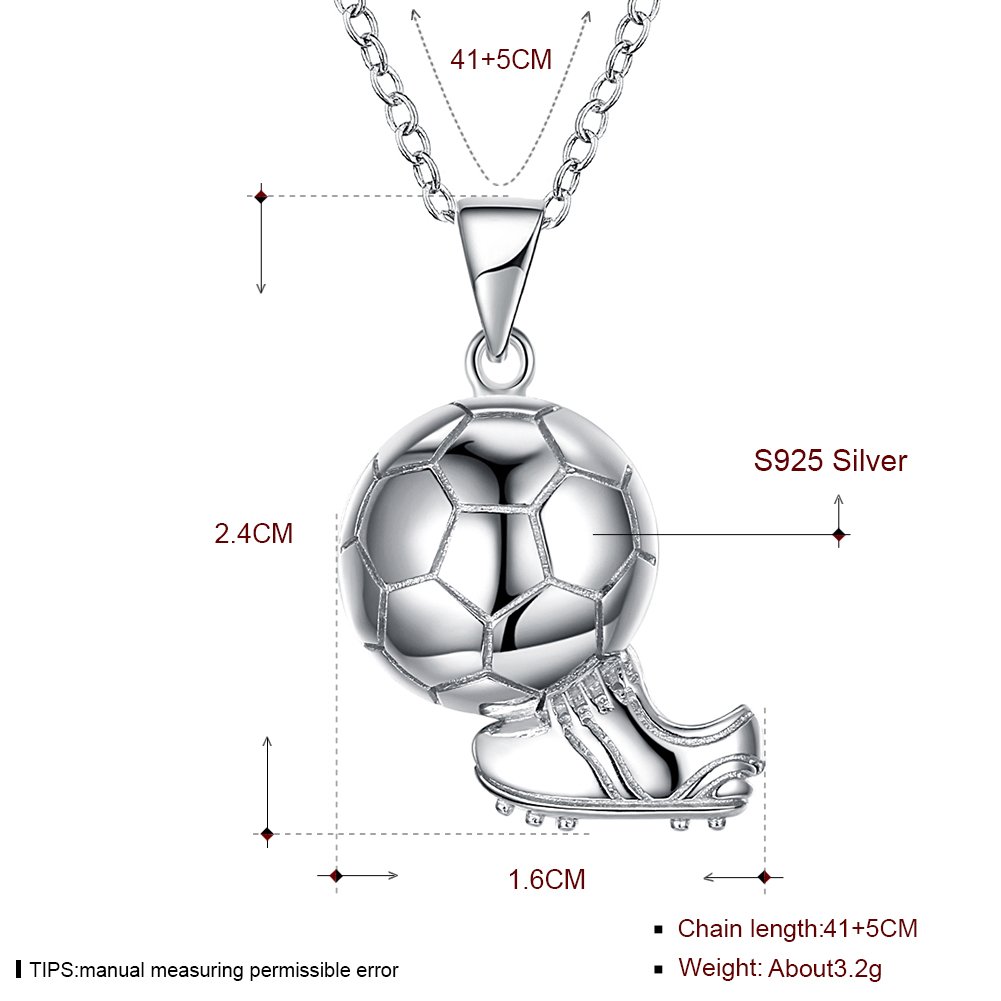 41+5CM
S925 Silver
2.4CM
1.6CM
Chain length:41+5CM
Weight: About3.2g
TIPS:manual measuring permissible error